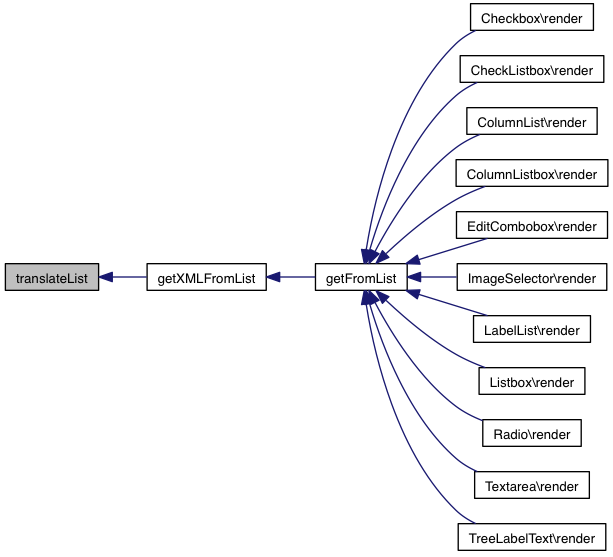 Checkbox\render
CheckListbox\render
ColumnList\render
ColumnListbox\render
EditCombobox\render
translateList
getXMLFromList
getFromList
ImageSelector\render
LabelList\render
Listbox\render
Radio\render
Textarea\render
TreeLabelText\render